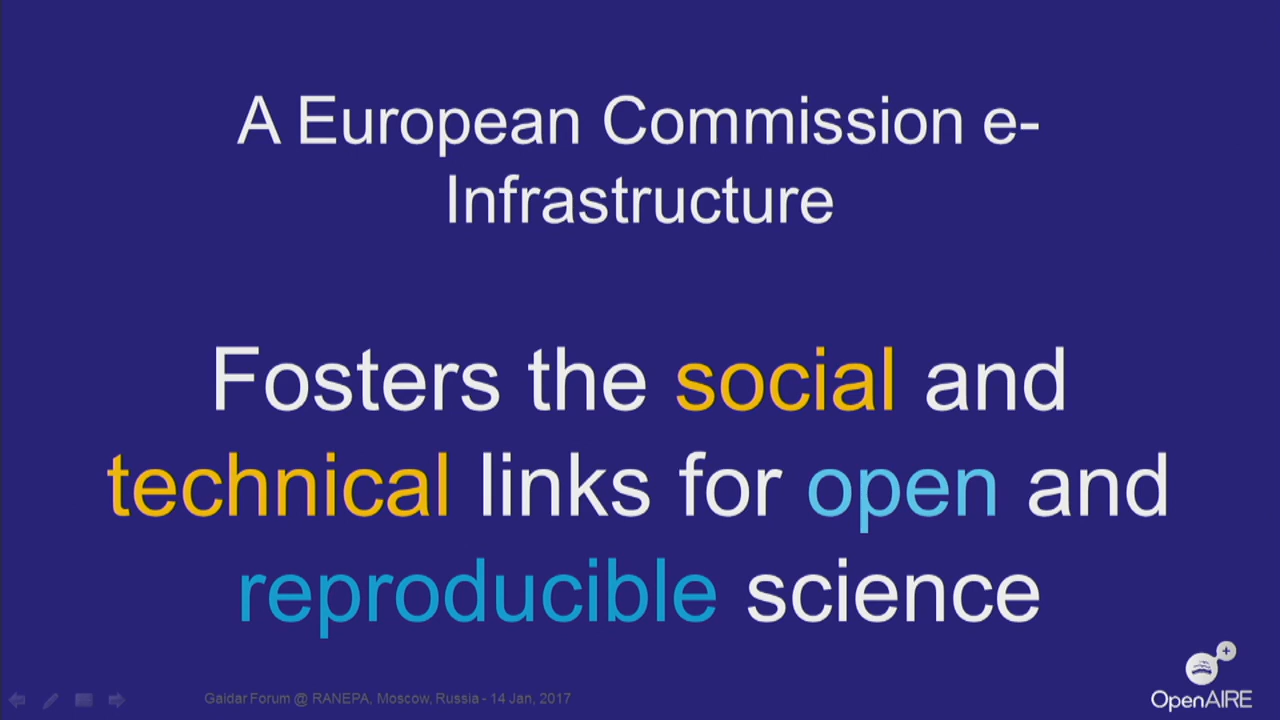 A European Commission e-
Infrastructure
Fosters the social and
technical links for open and
reproducible science
Gaidar Forum @ RANEPA, Moscow, Russia - 14 Jan, 2017
OpenAIRE